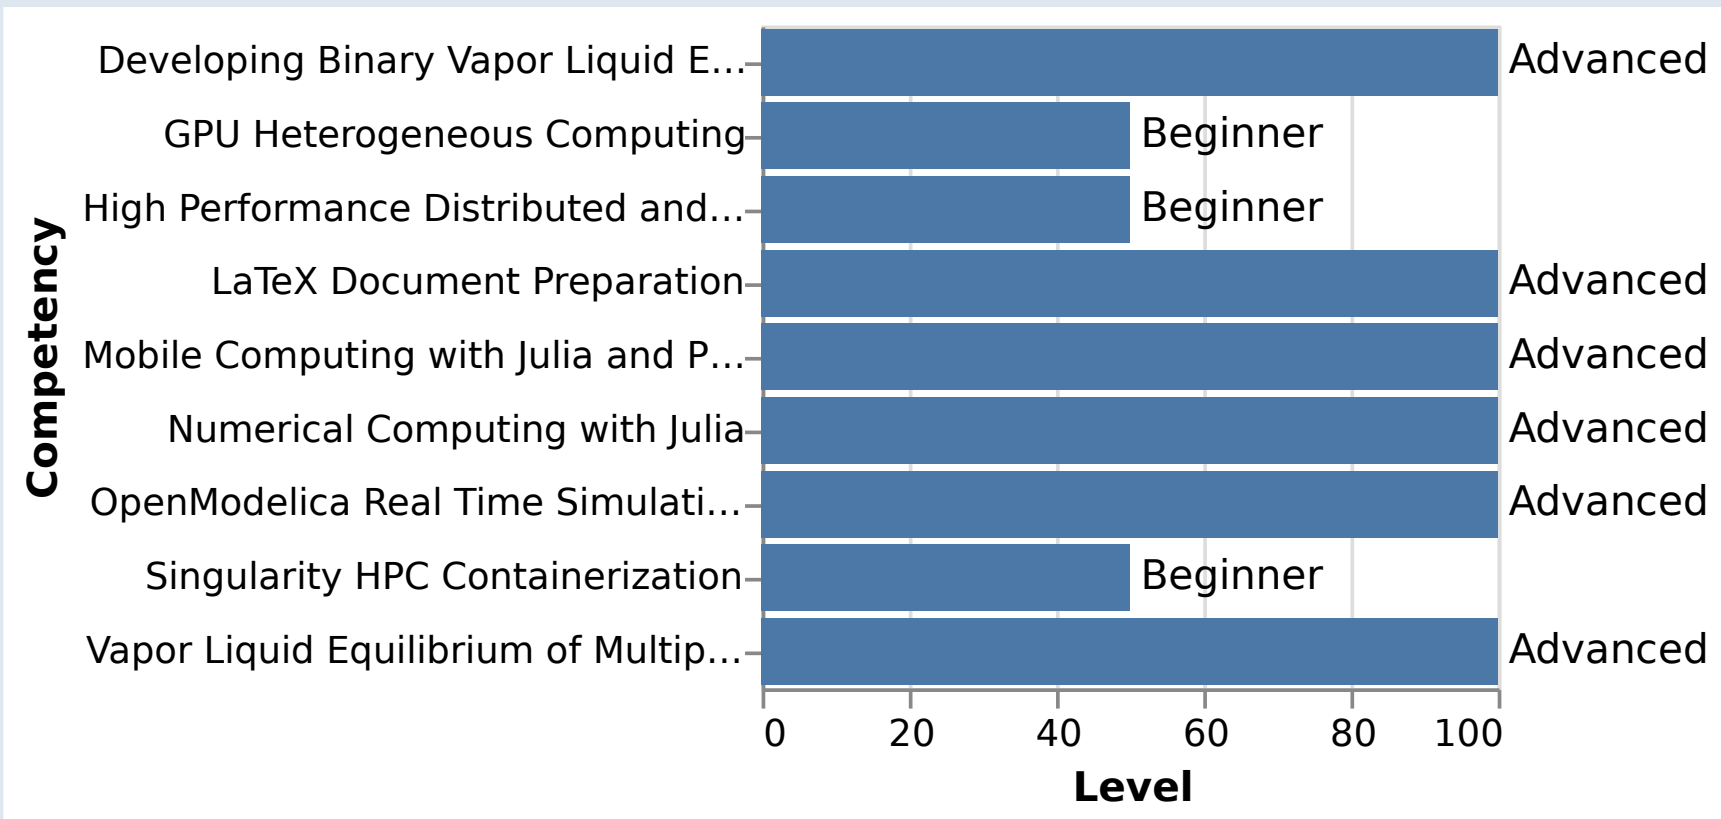 Developing Binary Vapor Liquid E… Advanced
GPU Heterogeneous Computing Beginner
High Performance Distributed and… Beginner
LaTeX Document Preparation Advanced
Mobile Computing with Julia and P… Advanced
Numerical Computing with Julia Advanced
OpenModelica Real Time Simulati… Advanced
Singularity HPC Containerization Beginner
Vapor Liquid Equilibrium of Multip… Advanced
Competency
0 20 40 60 80 100
Level